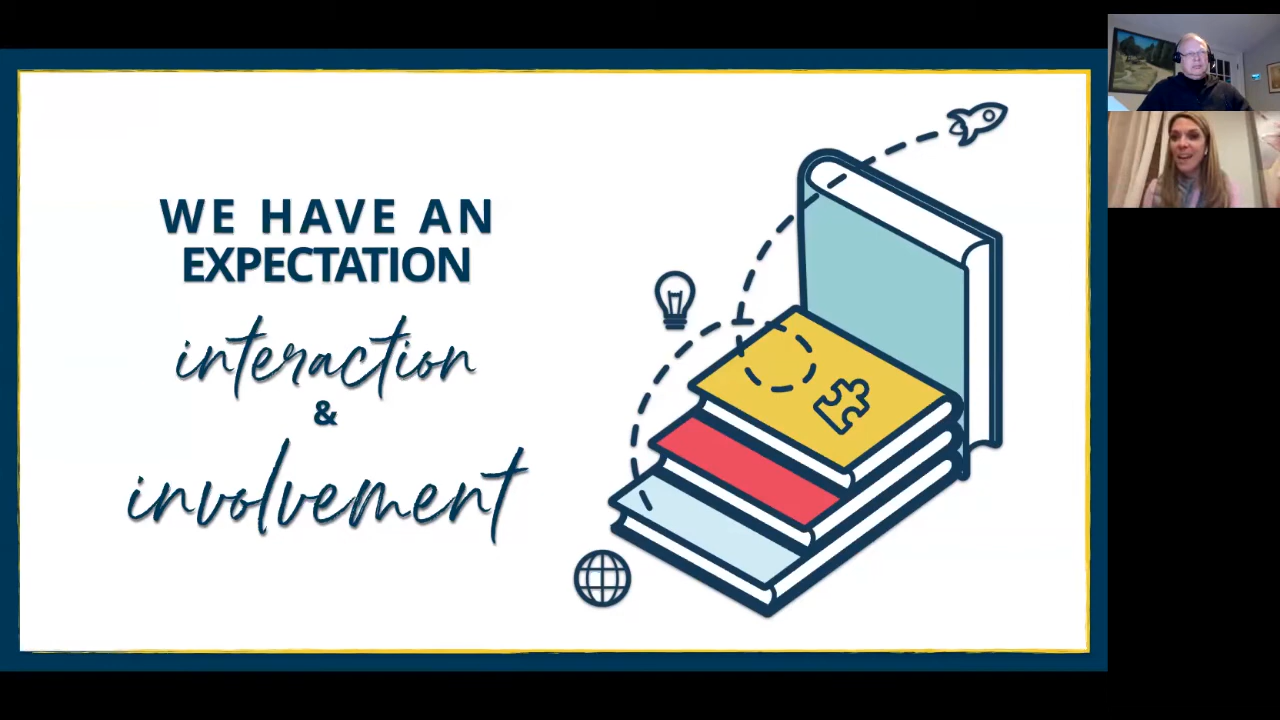 WE HAVE AN
EXPECTATION
interaction
&
involvement